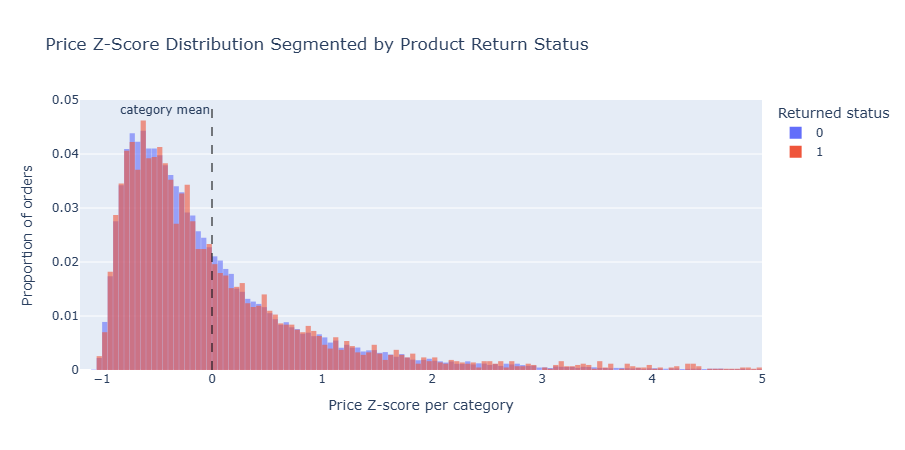 Price Z-Score Distribution Segmented by Product Return Status
category mean
Returned status
0
1
0.05
0.04
0.03
0.02
0.01
0
Proportion of orders
−1 0 1 2 3 4 5
Price Z-score per category